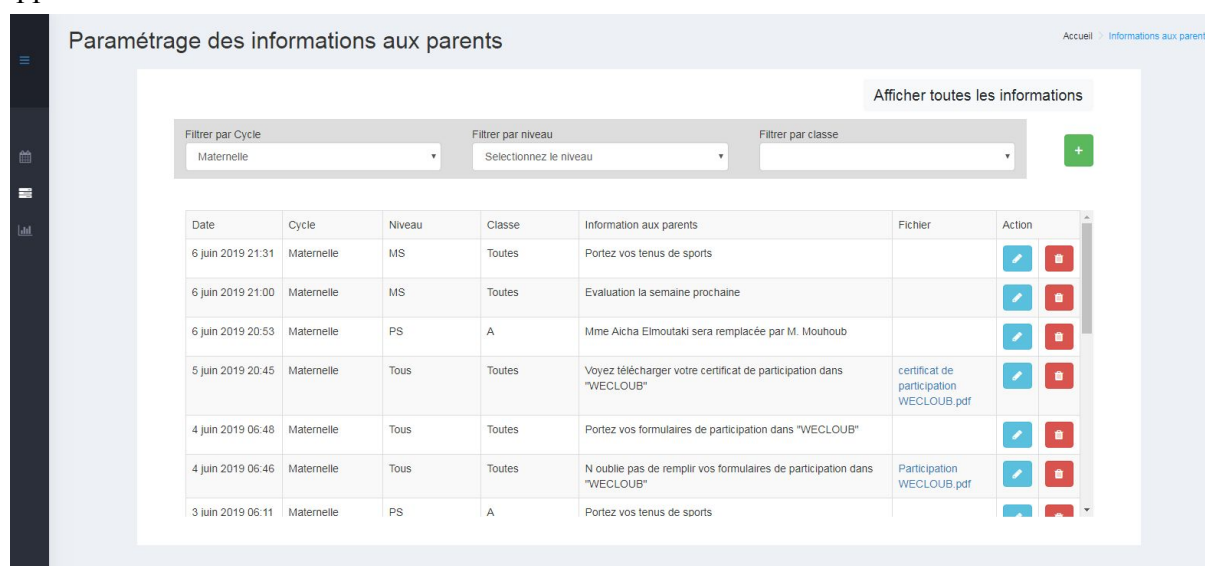 Paramétrage des informations aux parents
Accueil > Informations aux parent
Afficher toutes les informations
Filtrer par Cycle Filtrer par niveau Filtrer par classe
Maternelle Selectionnez le niveau
+
Date Cycle Niveau Classe Information aux parents Fichier Action
6 juin 2019 21:31 Maternelle MS Toutes Portez vos tenus de sports
6 juin 2019 21:00 Maternelle MS Toutes Evaluation la semaine prochaine
6 juin 2019 20:53 Maternelle PS A Mme Aicha Elmoutaki sera remplacée par M. Mouhoub
5 juin 2019 20:45 Maternelle Tous Toutes Voyez télécharger votre certificat de participation dans certificat de
"WECLOUB" participation
WECLOUB.pdf
4 juin 2019 06:48 Maternelle Tous Toutes Portez vos formulaires de participation dans "WECLOUB"
4 juin 2019 06:46 Maternelle Tous Toutes N oublie pas de remplir vos formulaires de participation dans Participation
"WECLOUB" WECLOUB.pdf
3 juin 2019 06:11 Maternelle PS A Portez vos tenus de sports